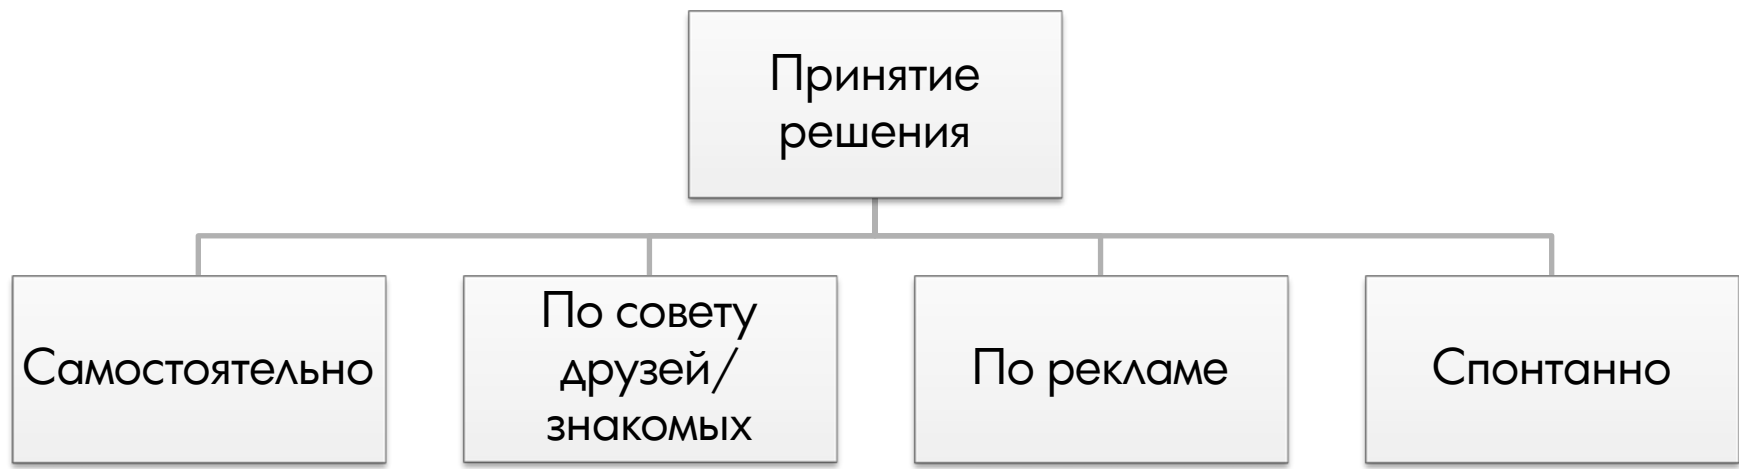 Принятие
решения
Самостоятельно
По совету
друзей/
знакомых
По рекламе
Спонтанно